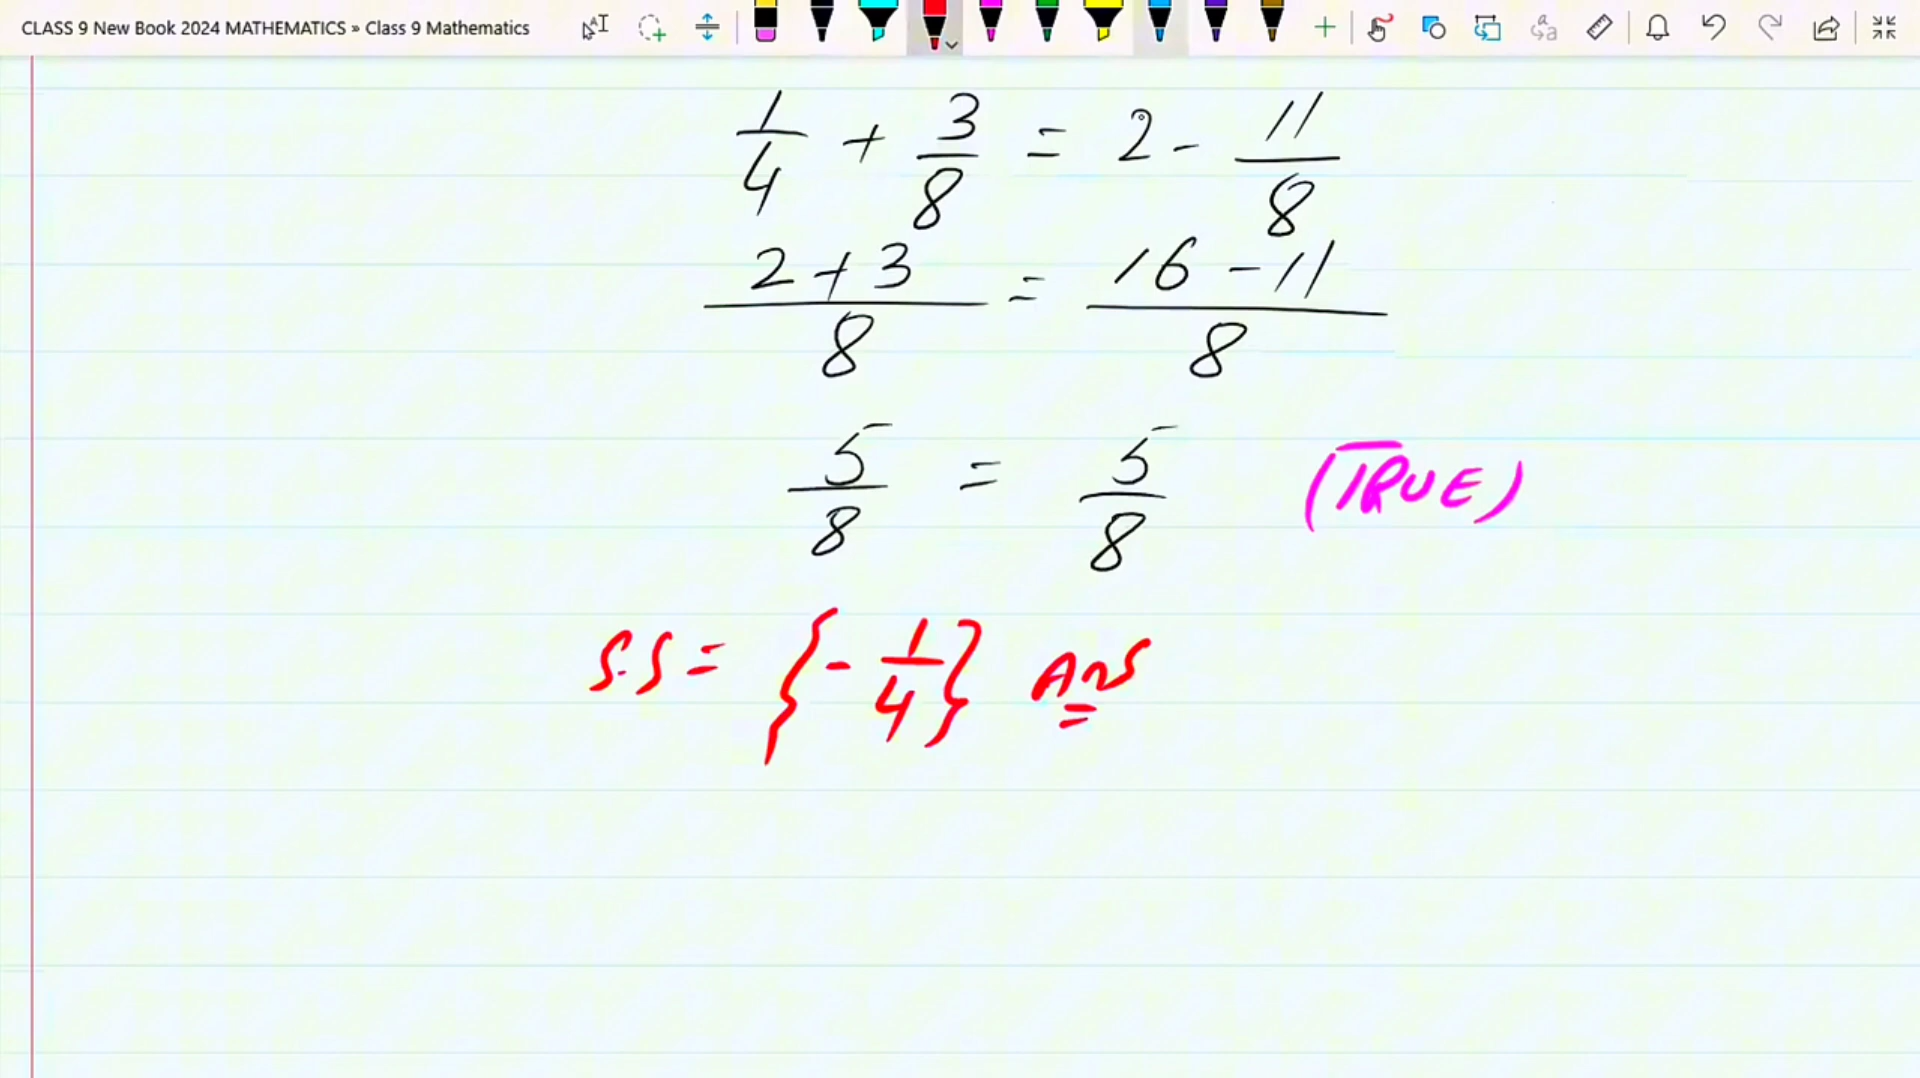 CLASS 9 New Book 2024 MATHEMATICS » Class 9 Mathematics
1/4 + 3/8 = 2 - 11/8
2+3/8 = 16-11/8
5/8 = 5/8 (TRUE)
S.S = {-1/4} Ans